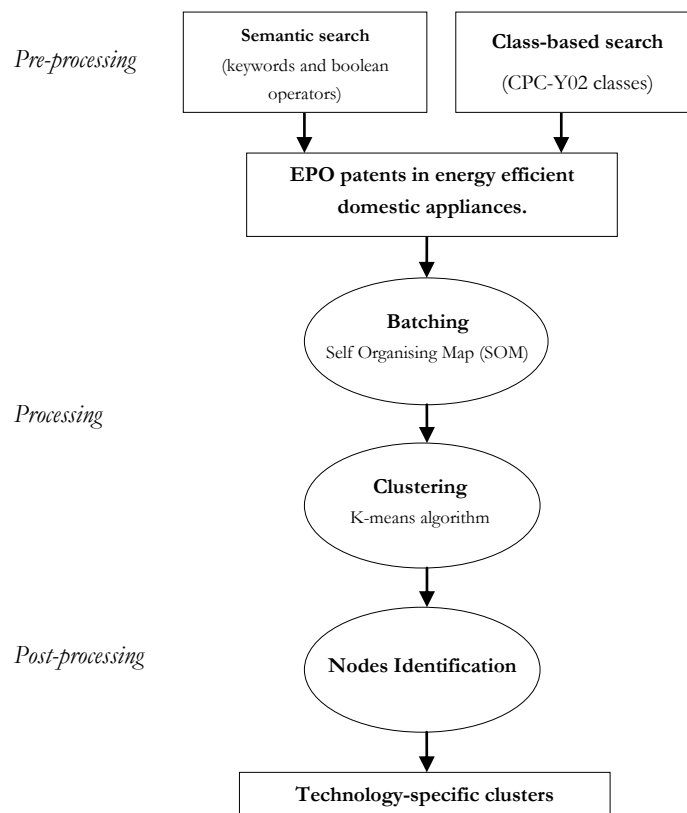 Pre-processing
Semantic search
(keywords and boolean
operators)
Class-based search
(CPC-Y02 classes)
EPO patents in energy efficient
domestic appliances.
Batching
Self Organising Map (SOM)
Processing
Clustering
K-means algorithm
Post-processing
Nodes Identification
Technology-specific clusters